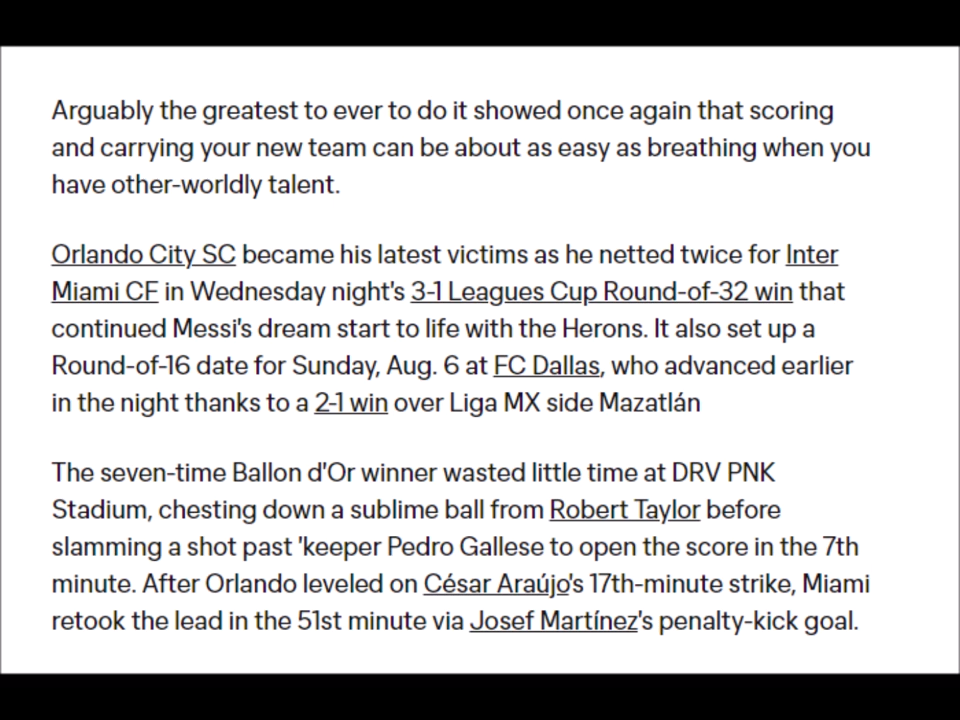 Arguably the greatest to ever to do it showed once again that scoring
and carrying your new team can be about as easy as breathing when you
have other-worldly talent.
Orlando City SC became his latest victims as he netted twice for Inter
Miami CF in Wednesday night's 3-1 Leagues Cup Round-of-32 win that
continued Messi's dream start to life with the Herons. It also set up a
Round-of-16 date for Sunday, Aug. 6 at FC Dallas, who advanced earlier
in the night thanks to a 2-1 win over Liga MX side Mazatlán
The seven-time Ballon d'Or winner wasted little time at DRV PNK
Stadium, chesting down a sublime ball from Robert Taylor before
slamming a shot past 'keeper Pedro Gallese to open the score in the 7th
minute. After Orlando leveled on César Araújo's 17th-minute strike, Miami
retook the lead in the 51st minute via Josef Martínez's penalty-kick goal.